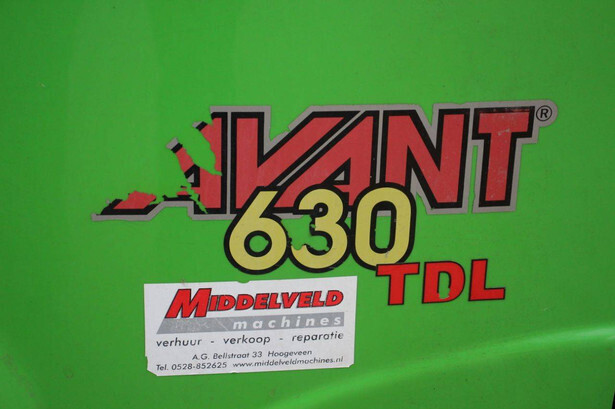 AVANT®
630
TDL
MIDDELVELD
machines
verhuur - verkoop - reparatie
A.G. Bellstraat 33 Hoogeveen
Tel. 0528-852625 www.middelveldmachines.nl